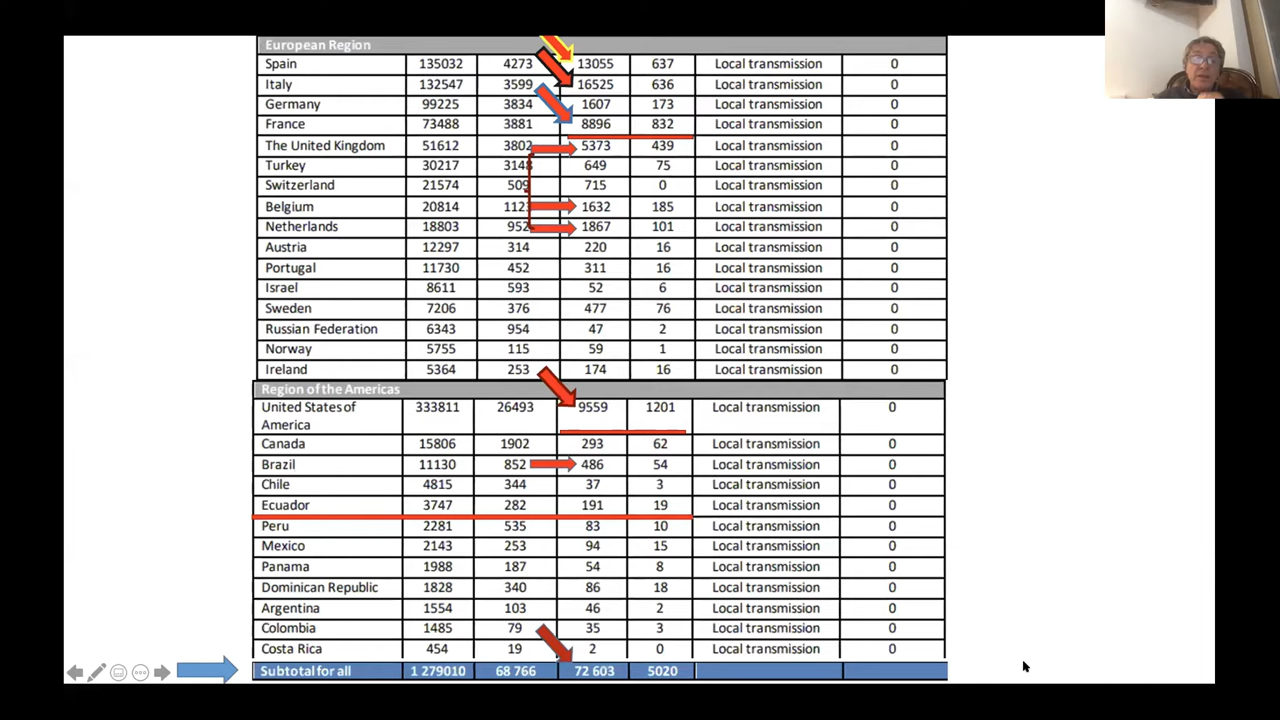 European Region
Spain 135032 4273 13055 637 Local transmission 0
Italy 132547 3599 16525 636 Local transmission 0
Germany 99225 3834 1607 173 Local transmission 0
France 73488 3881 8896 832 Local transmission 0
The United Kingdom 51612 3802 5373 439 Local transmission 0
Turkey 30217 3148 649 75 Local transmission 0
Switzerland 21574 509 715 0 Local transmission 0
Belgium 20814 1123 1632 185 Local transmission 0
Netherlands 18803 952 1867 101 Local transmission 0
Austria 12297 314 220 16 Local transmission 0
Portugal 11730 452 311 16 Local transmission 0
Israel 8611 593 52 6 Local transmission 0
Sweden 7206 376 477 76 Local transmission 0
Russian Federation 6343 954 47 2 Local transmission 0
Norway 5755 115 59 1 Local transmission 0
Ireland 5364 253 174 16 Local transmission 0
Region of the Americas
United States of 333811 26493 9559 1201 Local transmission 0
America
Canada 15806 1902 293 62 Local transmission 0
Brazil 11130 852 486 54 Local transmission 0
Chile 4815 344 37 3 Local transmission 0
Ecuador 3747 282 191 19 Local transmission 0
Peru 2281 535 83 10 Local transmission 0
Mexico 2143 253 94 15 Local transmission 0
Panama 1988 187 54 8 Local transmission 0
Dominican Republic 1828 340 86 18 Local transmission 0
Argentina 1554 103 46 2 Local transmission 0
Colombia 1485 79 35 3 Local transmission 0
Costa Rica 454 19 2 0 Local transmission 0
Subtotal for all 1 279010 68 766 72 603 5020